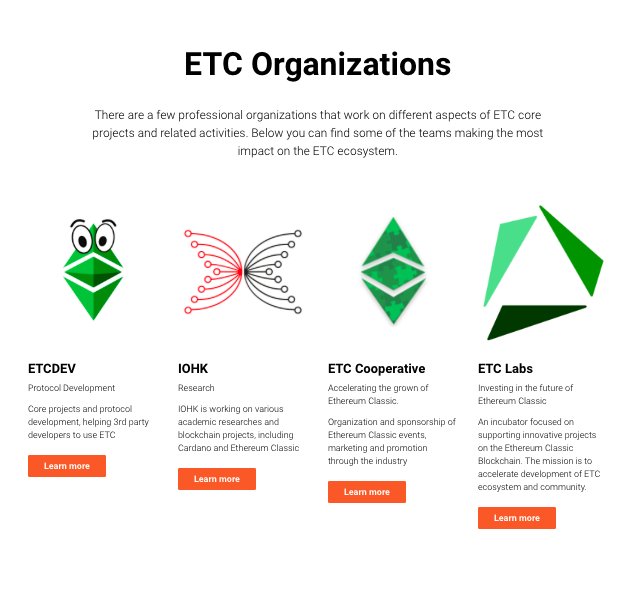 ETC Organizations
There are a few professional organizations that work on different aspects of ETC core
projects and related activities. Below you can find some of the teams making the most
impact on the ETC ecosystem.
ETCDEV
Protocol Development
Core projects and protocol
development, helping 3rd party
developers to use ETC
Learn more
IOHK
Research
IOHK is working on various
academic researches and
blockchain projects, including
Cardano and Ethereum Classic
Learn more
ETC Cooperative
Accelerating the grown of
Ethereum Classic.
Organization and sponsorship of
Ethereum Classic events,
marketing and promotion
through the industry
Learn more
ETC Labs
Investing in the future of
Ethereum Classic
An incubator focused on
supporting innovative projects
on the Ethereum Classic
Blockchain. The mission is to
accelerate development of ETC
ecosystem and community.
Learn more